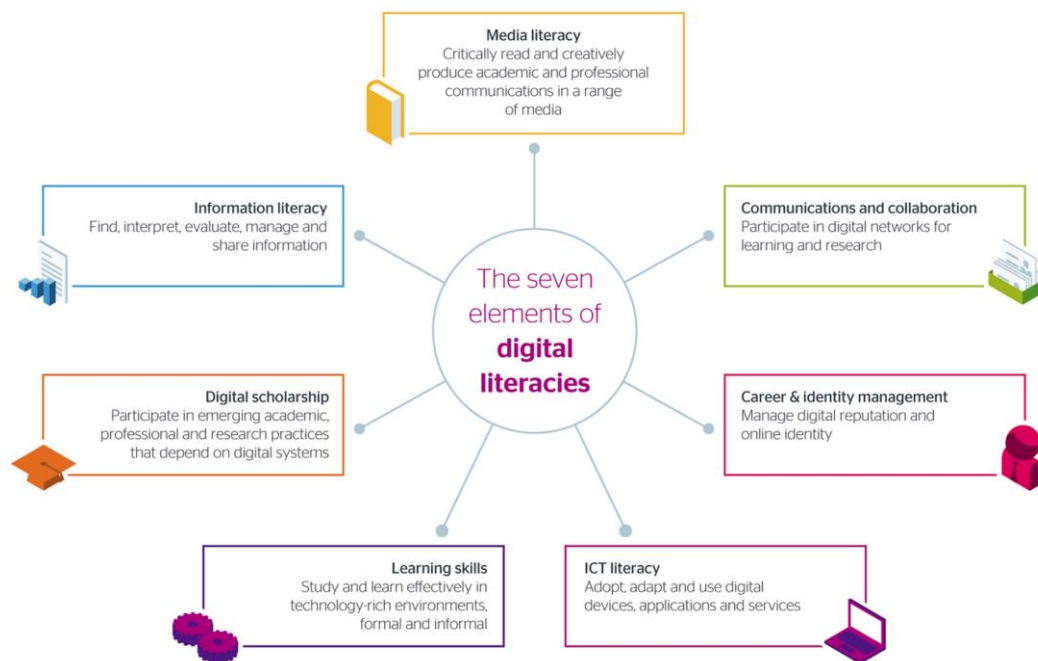 Media literacy
Critically read and creatively
produce academic and professional
communications in a range
of media
Information literacy
Find, interpret, evaluate, manage and
share information
Communications and collaboration
Participate in digital networks for
learning and research
The seven
elements of
digital
literacies
Digital scholarship
Participate in emerging academic,
professional and research practices
that depend on digital systems
Career & identity management
Manage digital reputation and
online identity
Learning skills
Study and learn effectively in
technology-rich environments,
formal and informal
ICT literacy
Adopt, adapt and use digital
devices, applications and services